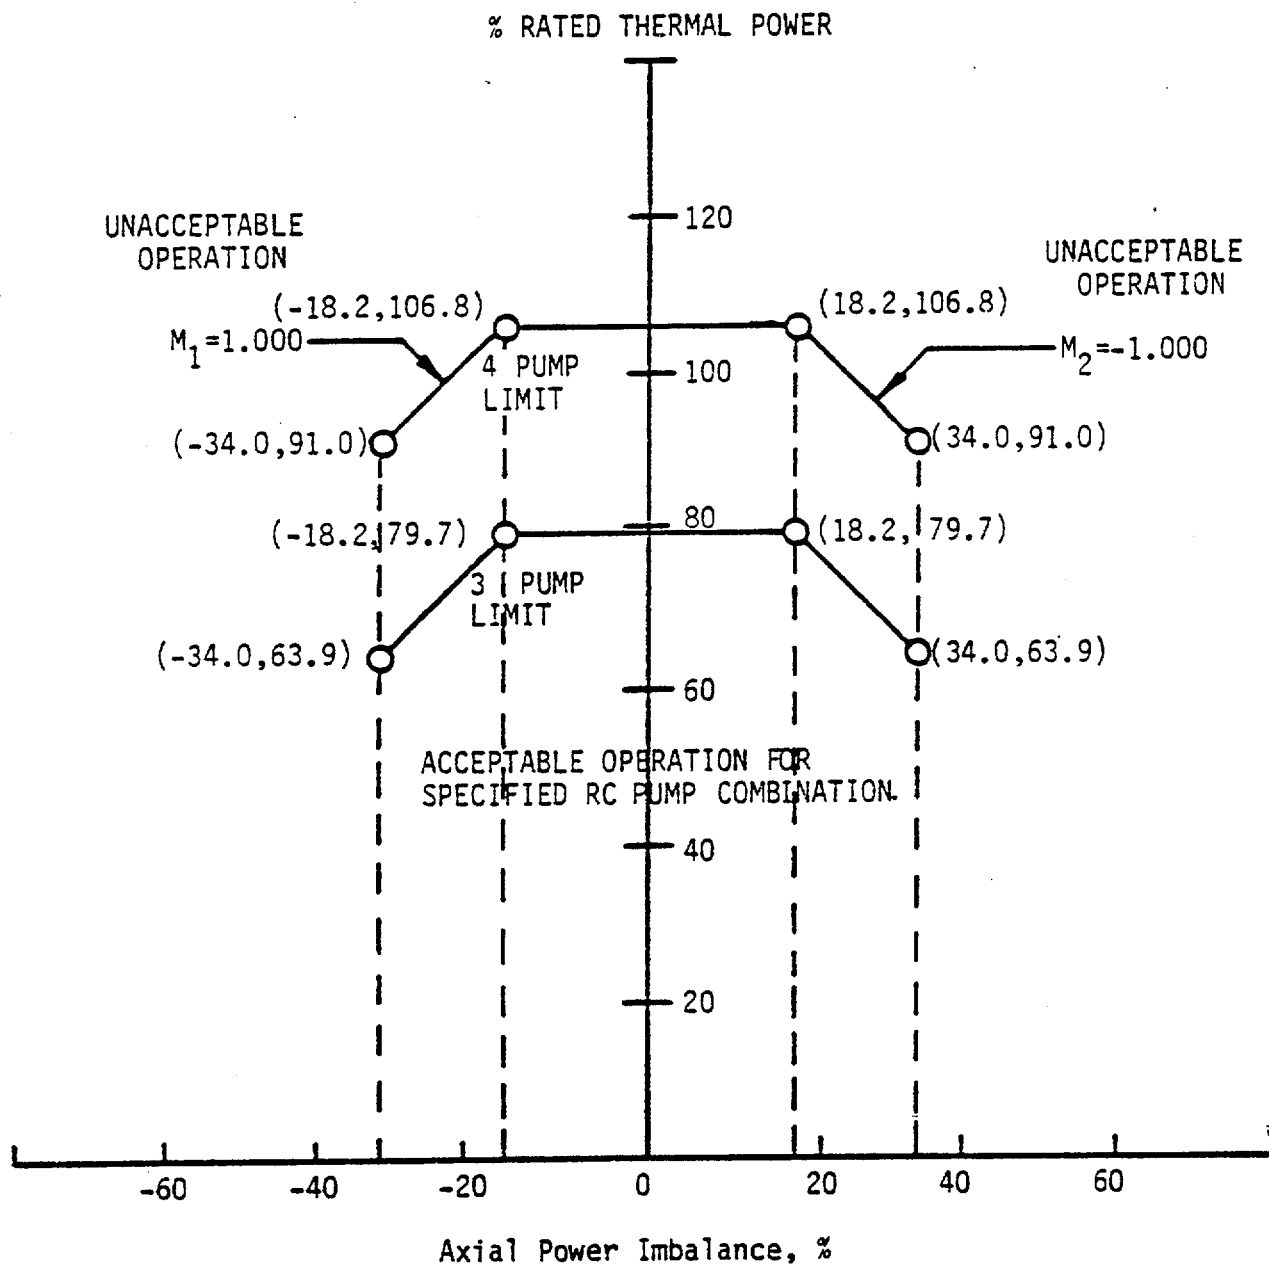 % RATED THERMAL POWER
120
UNACCEPTABLE
OPERATION
UNACCEPTABLE
OPERATION
(-18.2,106.8)
(18.2,106.8)
M1=1.000
M2=-1.000
4 PUMP
LIMIT
100
(-34.0,91.0)
(34.0,91.0)
80
(-18.2,79.7)
(18.2, 79.7)
3 PUMP
LIMIT
(-34.0,63.9)
(34.0,63.9)
60
ACCEPTABLE OPERATION FOR
SPECIFIED RC PUMP COMBINATION.
40
20
-60 -40 -20 0 20 40 60
Axial Power Imbalance, %